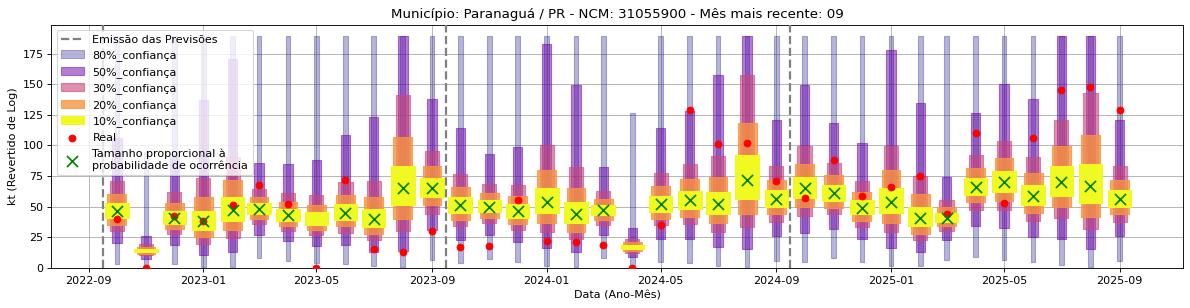 Município: Paranaguá / PR - NCM: 31055900 - Mês mais recente: 09
kt (Revertido de Log)
175
150
125
100
75
50
25
0
Emissão das Previsões
80%_confiança
50%_confiança
30%_confiança
20%_confiança
10%_confiança
Real
Tamanho proporcional à
probabilidade de ocorrência
2022-09
2023-01
2023-05
2023-09
2024-01
2024-05
2024-09
2025-01
2025-05
2025-09
Data (Ano-Mês)